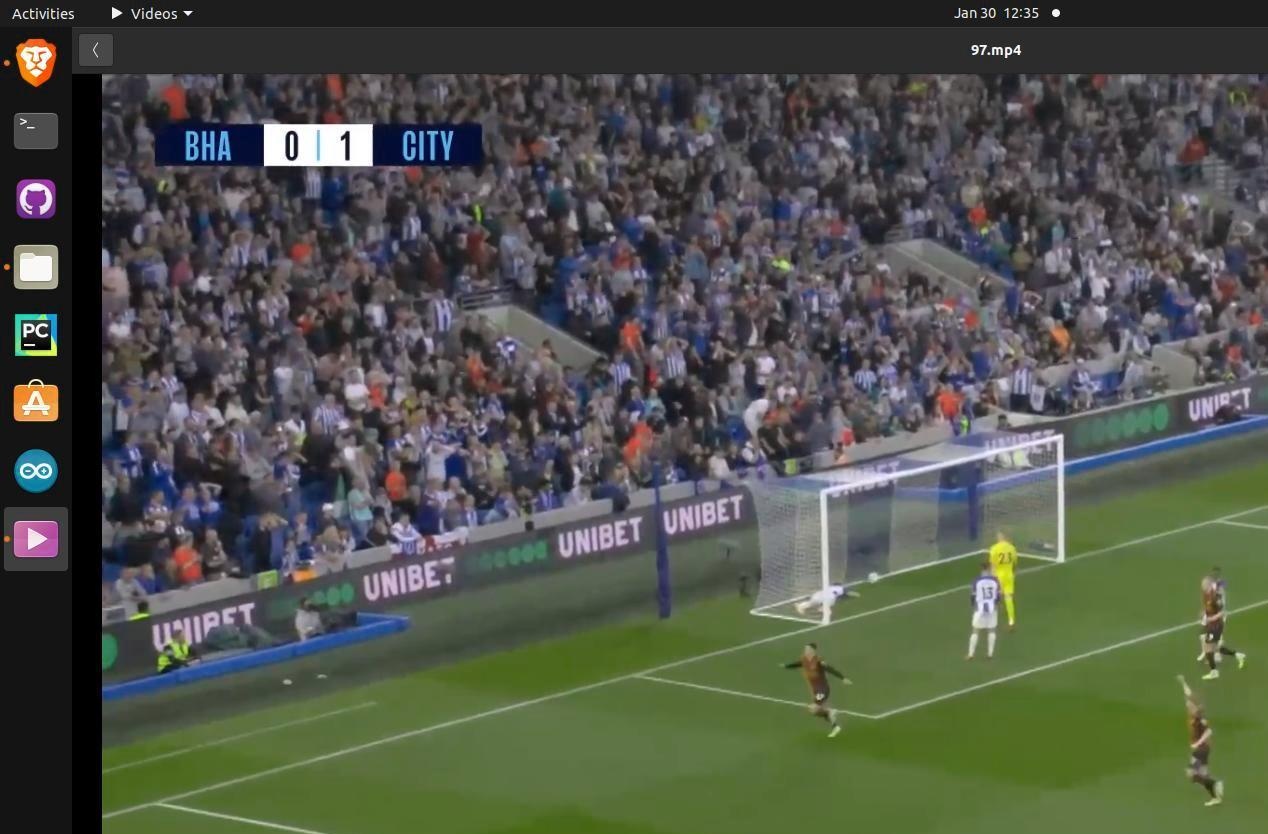 Activities
Videos
Jan 30 12:35
97.mp4
>_
BHA 0 | 1 CITY
PC
UNIBET
UNIBET
UNIBET
UNIBET
UNIBET
UNIBET
UNIBET
23
13